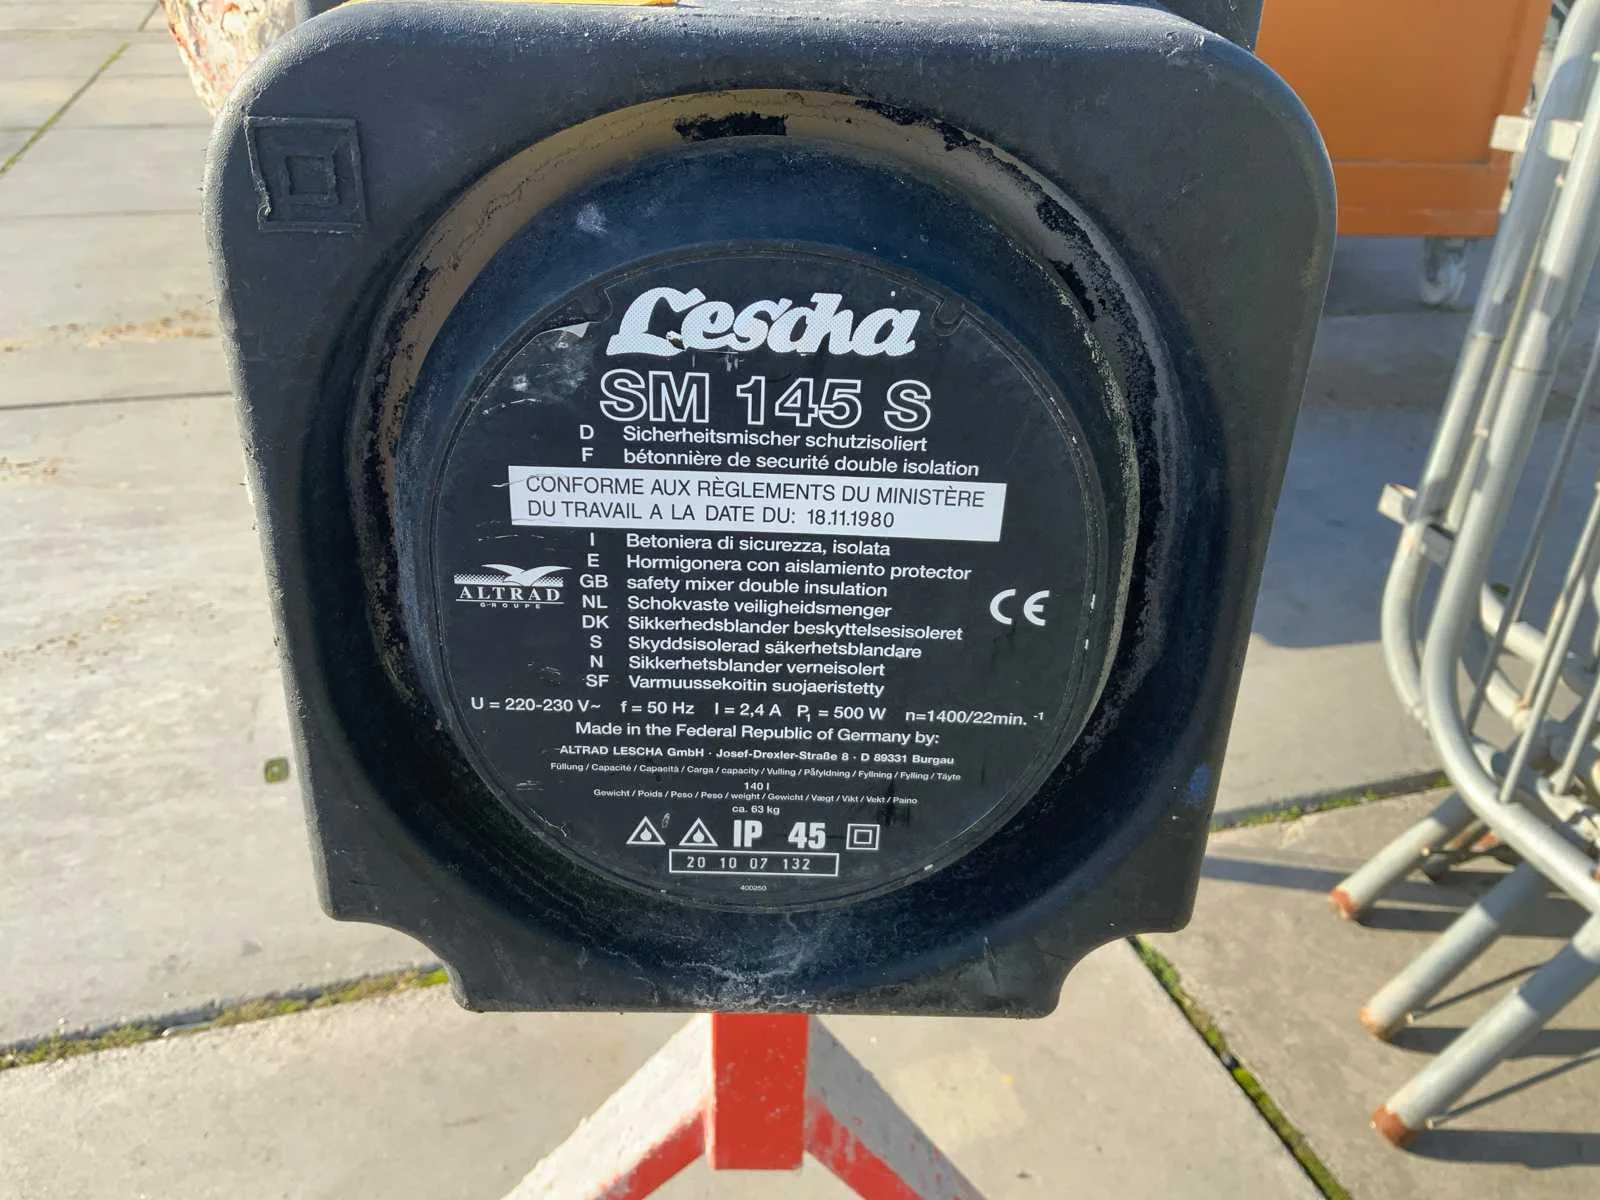 Lescha
SM 145 S
D Sicherheitsmischer schutzisoliert
F bétonnière de securité double isolation
CONFORME AUX RÈGLEMENTS DU MINISTÈRE
DU TRAVAIL A LA DATE DU: 18.11.1980
I Betoniera di sicurezza, isolata
E Hormigonera con aislamiento protector
GB safety mixer double insulation
NL Schokvaste veiligheidsmenger
DK Sikkerhedsblander beskyttelsesisoleret
S Skyddsisolerad säkerhetsblandare
N Sikkerhetsblander verneisolert
SF Varmuussekoitin suojaeristetty
ALTRAD
GROUPE
CE
U = 220-230 V~ f = 50 Hz I = 2,4 A P1 = 500 W n=1400/22min. -1
Made in the Federal Republic of Germany by:
ALTRAD LESCHA GmbH · Josef-Drexler-Straße 8 · D 89331 Burgau
Füllung / Capacité / Capacità / Carga / capacity / Vulling / Påfyldning / Fyllning / Fylling / Täyte
140 l
Gewicht / Poids / Peso / Peso / weight / Gewicht / Vægt / Vikt / Vekt / Paino
ca. 63 kg
IP 45
20 10 07 132
400250